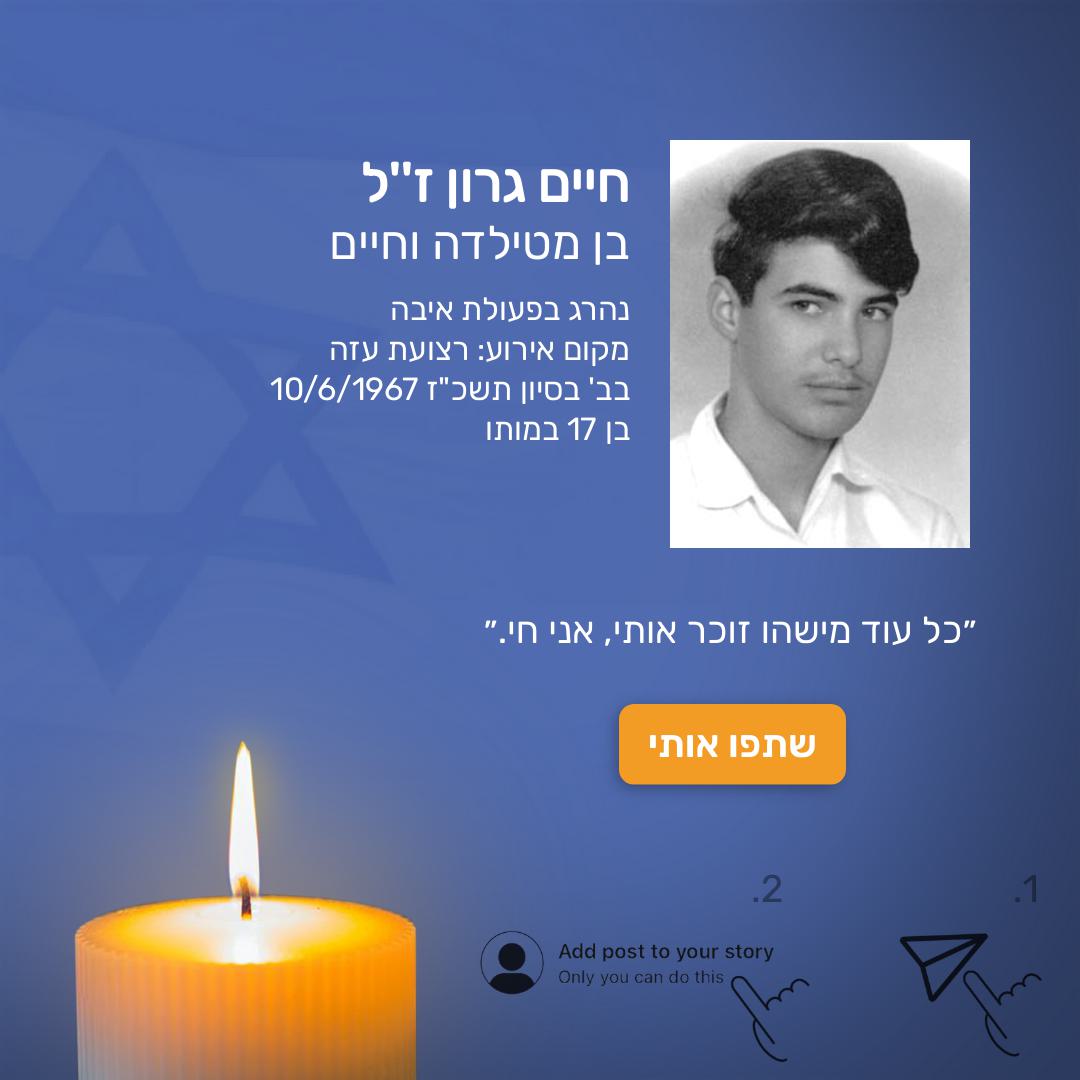 חיים גרון ז"ל
בן מטילדה וחיים
נהרג בפעולת איבה
מקום אירוע: רצועת עזה
בב' בסיון תשכ"ז 10/6/1967
בן 17 במותו
״כל עוד מישהו זוכר אותי, אני חי.״
שתפו אותי
.1
.2
Add post to your story
Only you can do this